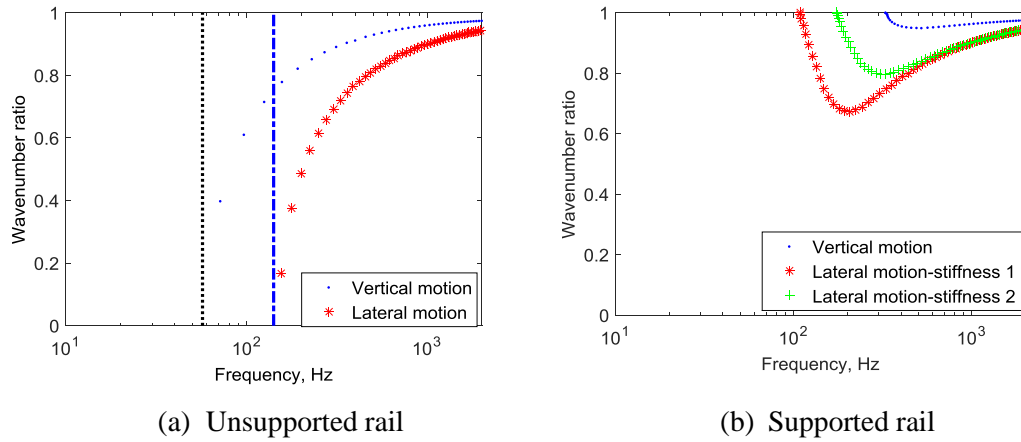 1
0.8
0.6
0.4
0.2
0
Wavenumber ratio
10^1
10^2
10^3
Frequency, Hz
Vertical motion
Lateral motion
(a) Unsupported rail
1
0.8
0.6
0.4
0.2
0
Wavenumber ratio
10^1
10^2
10^3
Frequency, Hz
Vertical motion
Lateral motion-stiffness 1
Lateral motion-stiffness 2
(b) Supported rail